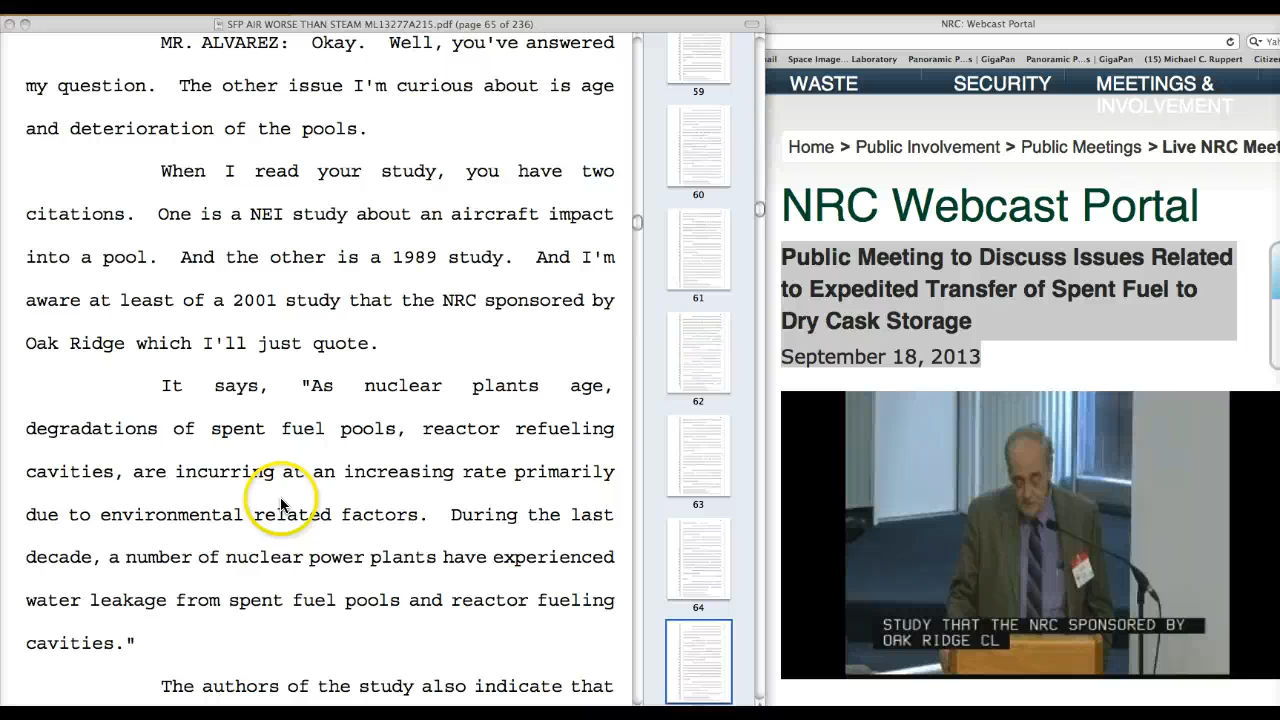 SFP AIR WORSE THAN STEAM ML13277A215.pdf (page 65 of 236)
MR. ALVAREZ: Okay. Well, you've answered
my question. The other issue I'm curious about is age
and deterioration of the pools.
When I read your study, you have two
citations. One is a NEI study about an aircraft impact
into a pool. And the other is a 1989 study. And I'm
aware at least of a 2001 study that the NRC sponsored by
Oak Ridge which I'll just quote.
It says, "As nuclear plants age,
degradations of spent fuel pools, reactor refueling
cavities, are incurring at an increasing rate primarily
due to environmental related factors. During the last
decade, a number of nuclear power plants have experienced
water leakage from spent fuel pools and reactor fueling
cavities."
The authors of the study also indicate that
59
60
61
62
63
64
NRC: Webcast Portal
Yah
mail Space Image... Laboratory Panoramic P...s | GigaPan Panoramic P...s | GigaPan (15) Michael C. Ruppert Citizen
WASTE SECURITY MEETINGS &
INVOLVEMENT
Home > Public Involvement > Public Meetings > Live NRC Meet
NRC Webcast Portal
Public Meeting to Discuss Issues Related
to Expedited Transfer of Spent Fuel to
Dry Cask Storage
September 18, 2013
STUDY THAT THE NRC SPONSORED BY
OAK RIDGE CL